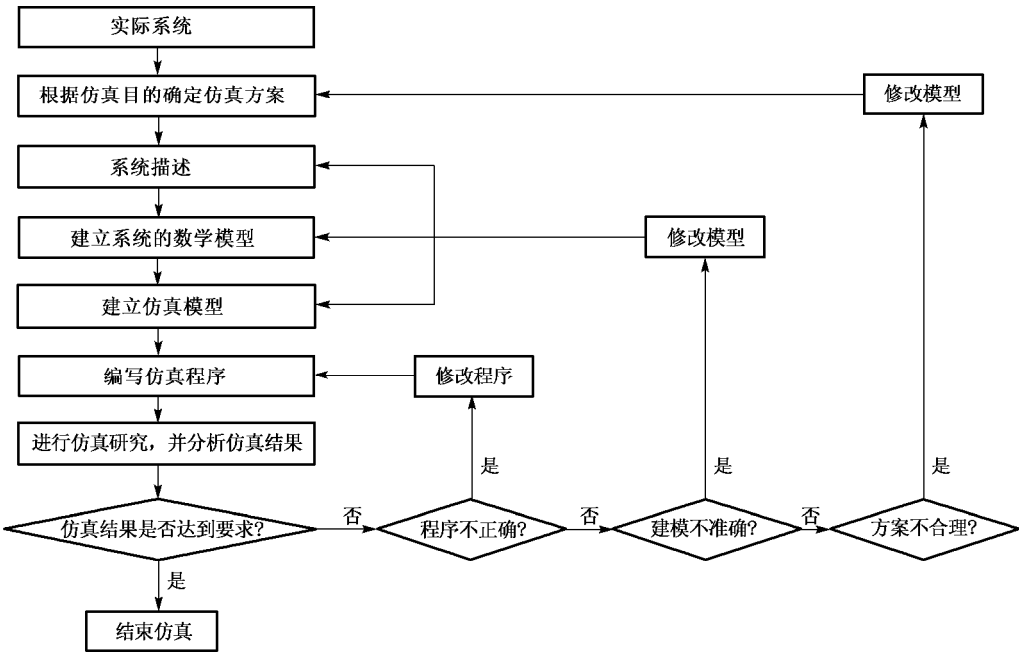 实际系统
根据仿真目的确定仿真方案
修改模型
系统描述
建立系统的数学模型
修改模型
建立仿真模型
编写仿真程序
修改程序
进行仿真研究，并分析仿真结果
是
是
是
仿真结果是否达到要求?
否
程序不正确?
否
建模不准确?
否
方案不合理?
是
结束仿真